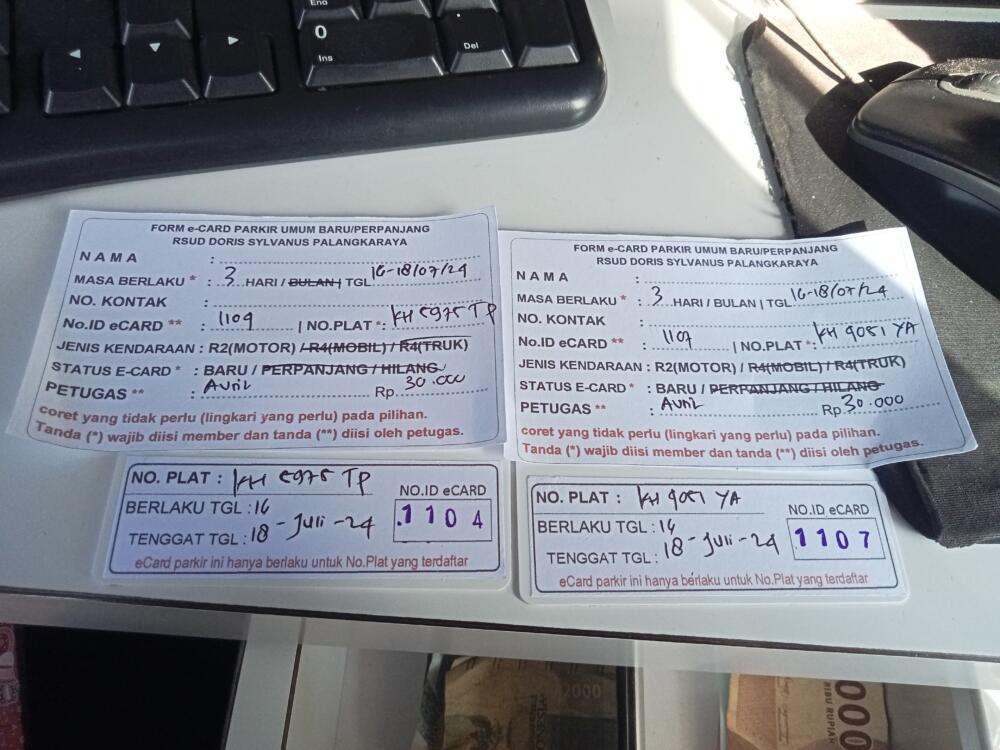 End
0
Ins
.
Del
FORM e-CARD PARKIR UMUM BARU/PERPANJANG
RSUD DORIS SYLVANUS PALANGKARAYA
NAMA :
MASA BERLAKU * : 3 HARI / BULAN | TGL 16-18/07/24
NO. KONTAK :
No.ID eCARD ** : 1104 | NO.PLAT *: KH 5975 TP
JENIS KENDARAAN : R2(MOTOR) / R4(MOBIL) / R4(TRUK)
STATUS E-CARD * : BARU / PERPANJANG / HILANG
PETUGAS ** : Avril Rp. 30.000
coret yang tidak perlu (lingkari yang perlu) pada pilihan.
Tanda (*) wajib diisi member dan tanda (**) diisi oleh petugas.
NO. PLAT : KH 5975 TP
BERLAKU TGL : 16
TENGGAT TGL : 18 - Juli - 24
NO.ID eCARD
1104
eCard parkir ini hanya berlaku untuk No.Plat yang terdaftar
FORM e-CARD PARKIR UMUM BARU/PERPANJANG
RSUD DORIS SYLVANUS PALANGKARAYA
NAMA :
MASA BERLAKU * : 3 HARI / BULAN | TGL 16-18/07/24
NO. KONTAK :
No.ID eCARD ** : 1107 | NO.PLAT *: KH 9051 YA
JENIS KENDARAAN : R2(MOTOR) / R4(MOBIL) / R4(TRUK)
STATUS E-CARD * : BARU / PERPANJANG / HILANG
PETUGAS ** : Avril Rp 30.000
coret yang tidak perlu (lingkari yang perlu) pada pilihan.
Tanda (*) wajib diisi member dan tanda (**) diisi oleh petugas.
NO. PLAT : KH 9051 YA
BERLAKU TGL : 16
TENGGAT TGL : 18 - Juli - 24
NO.ID eCARD
1107
eCard parkir ini hanya berlaku untuk No.Plat yang terdaftar
2000
RIBU RUPIAH
000